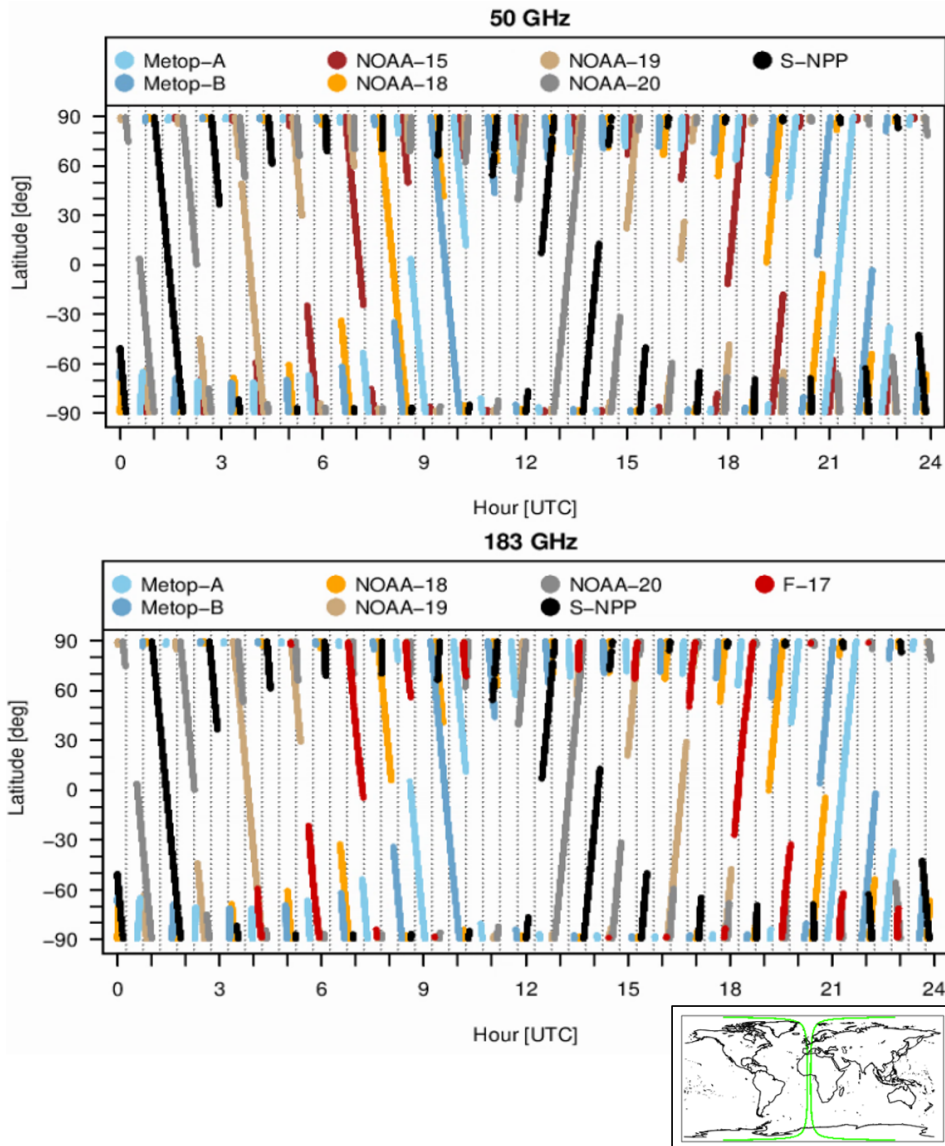 50 GHz
Metop−A NOAA−15 NOAA−19 S−NPP
Metop−B NOAA−18 NOAA−20
90
60
30
0
−30
−60
−90
Latitude [deg]
0 3 6 9 12 15 18 21 24
Hour [UTC]
183 GHz
Metop−A NOAA−18 NOAA−20 F−17
Metop−B NOAA−19 S−NPP
90
60
30
0
−30
−60
−90
Latitude [deg]
0 3 6 9 12 15 18 21 24
Hour [UTC]